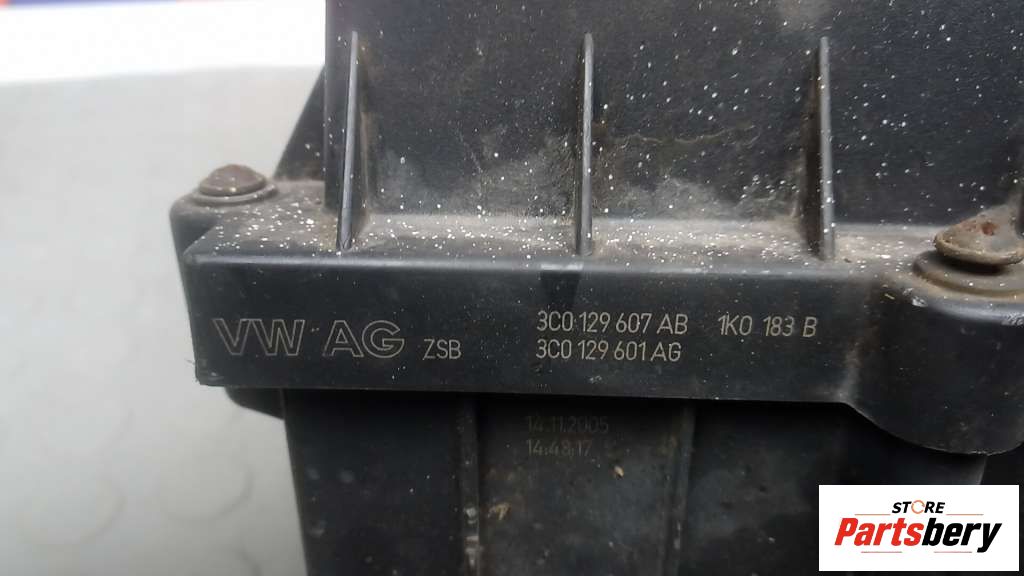 VW AG ZSB 3C0 129 607 AB 1K0 183 B
3C0 129 601 AG
14.11.2005
14:48:17
STORE
Partsbery